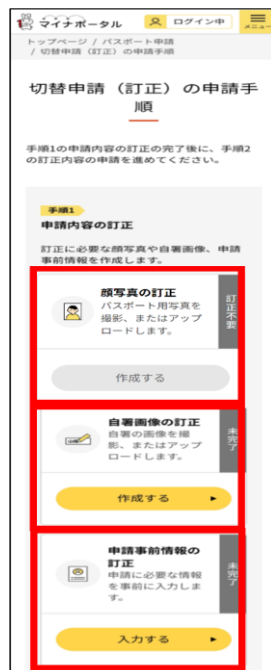 マイナポータル
ログイン中
メニュー
トップページ / パスポート申請
/ 切替申請（訂正）の申請手順
切替申請（訂正）の申請手
順
手順1の申請内容の訂正の完了後に、手順2
の訂正内容の申請を進めてください。
手順1
申請内容の訂正
訂正に必要な顔写真や自署画像、申請
事前情報を作成します。
顔写真の訂正
パスポート用写真を
撮影、またはアップ
ロードします。
訂正不要
作成する
自署画像の訂正
自署の画像を撮
影、またはアップ
ロードします。
未完了
作成する
申請事前情報の
訂正
申請に必要な情報
を事前に入力しま
す。
未完了
入力する